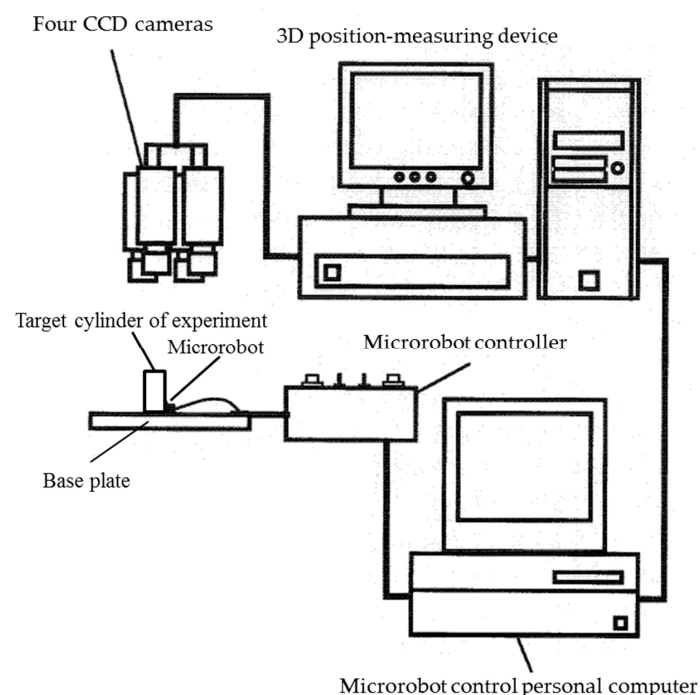 Four CCD cameras
3D position-measuring device
Target cylinder of experiment
Microrobot
Microrobot controller
Base plate
Microrobot control personal computer